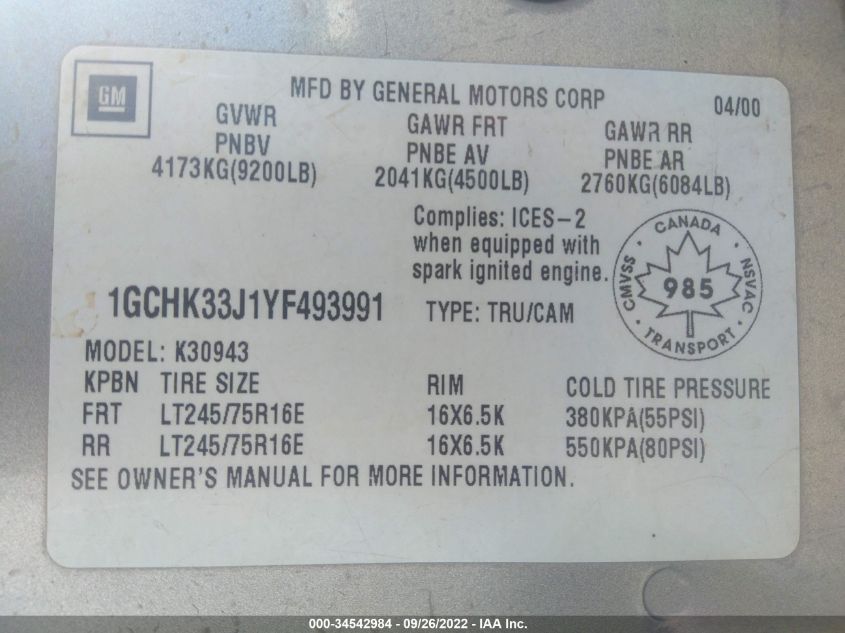 GM
MFD BY GENERAL MOTORS CORP 04/00
GVWR GAWR FRT GAWR RR
PNBV PNBE AV PNBE AR
4173KG(9200LB) 2041KG(4500LB) 2760KG(6084LB)
Complies: ICES-2
when equipped with
spark ignited engine.
CANADA
CMVSS 985 NSVAC
TRANSPORT
1GCHK33J1YF493991 TYPE: TRU/CAM
MODEL: K30943
KPBN TIRE SIZE RIM COLD TIRE PRESSURE
FRT LT245/75R16E 16X6.5K 380KPA(55PSI)
RR LT245/75R16E 16X6.5K 550KPA(80PSI)
SEE OWNER'S MANUAL FOR MORE INFORMATION.
000-34542984 - 09/26/2022 - IAA Inc.